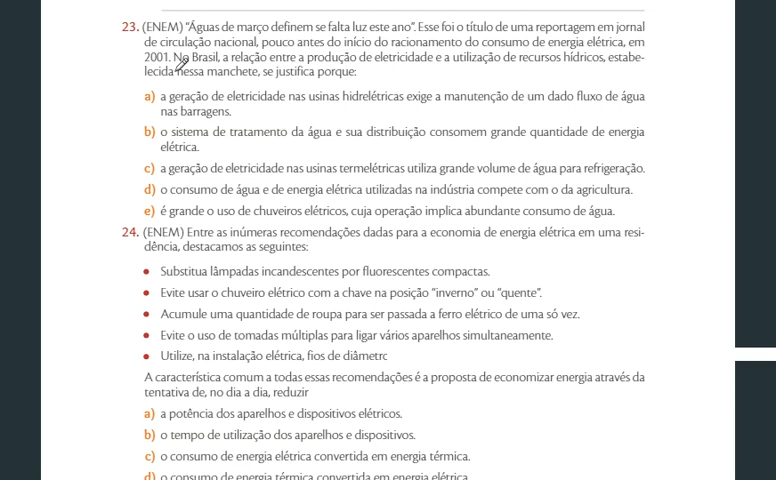 23. (ENEM) “Águas de março definem se falta luz este ano”. Esse foi o título de uma reportagem em jornal
de circulação nacional, pouco antes do início do racionamento do consumo de energia elétrica, em
2001. No Brasil, a relação entre a produção de eletricidade e a utilização de recursos hídricos, estabe-
lecida nessa manchete, se justifica porque:
a) a geração de eletricidade nas usinas hidrelétricas exige a manutenção de um dado fluxo de água
nas barragens.
b) o sistema de tratamento da água e sua distribuição consomem grande quantidade de energia
elétrica.
c) a geração de eletricidade nas usinas termelétricas utiliza grande volume de água para refrigeração.
d) o consumo de água e de energia elétrica utilizadas na indústria compete com o da agricultura.
e) é grande o uso de chuveiros elétricos, cuja operação implica abundante consumo de água.
24. (ENEM) Entre as inúmeras recomendações dadas para a economia de energia elétrica em uma resi-
dência, destacamos as seguintes:
• Substitua lâmpadas incandescentes por fluorescentes compactas.
• Evite usar o chuveiro elétrico com a chave na posição “inverno” ou “quente”.
• Acumule uma quantidade de roupa para ser passada a ferro elétrico de uma só vez.
• Evite o uso de tomadas múltiplas para ligar vários aparelhos simultaneamente.
• Utilize, na instalação elétrica, fios de
A característica comum a todas essas recomendações é a proposta de economizar energia através da
tentativa de, no dia a dia, reduzir
a) a potência dos aparelhos e dispositivos elétricos.
b) o tempo de utilização dos aparelhos e dispositivos.
c) o consumo de energia elétrica convertida em energia térmica.
d) o consumo de energia térmica convertida em energia elétrica.